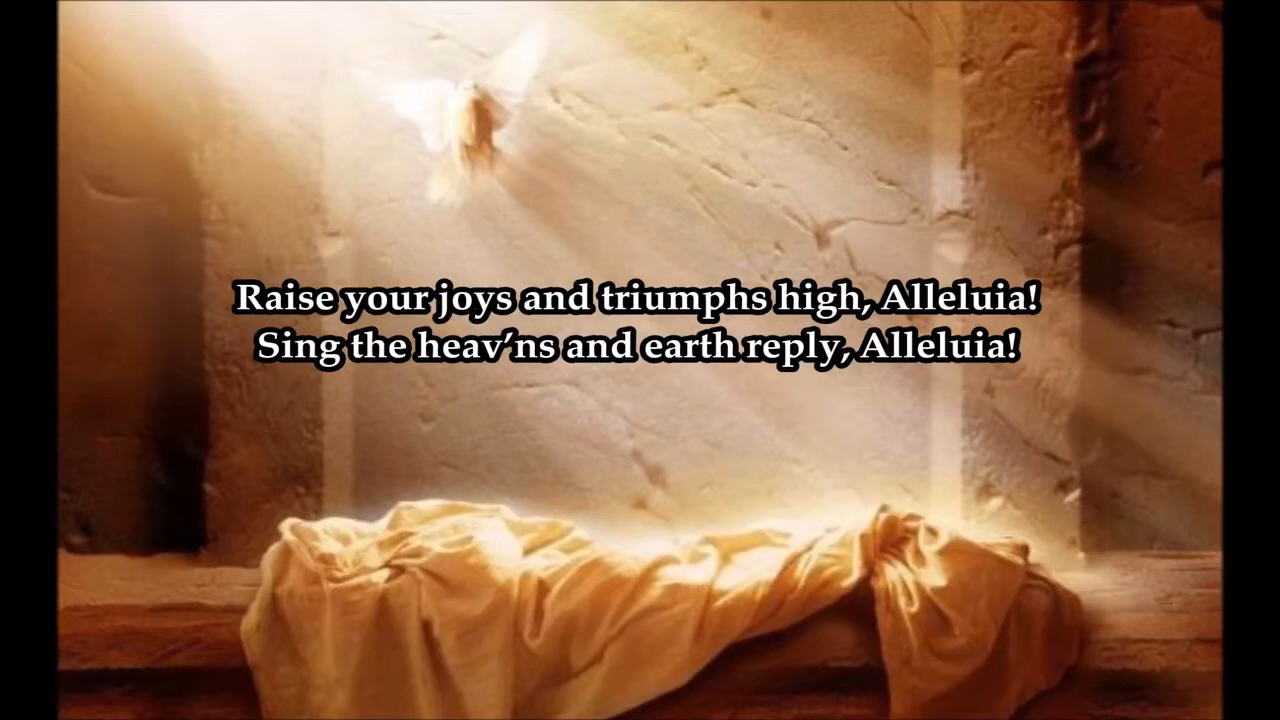 Raise your joys and triumphs high, Alleluia!
Sing the heav’ns and earth reply, Alleluia!